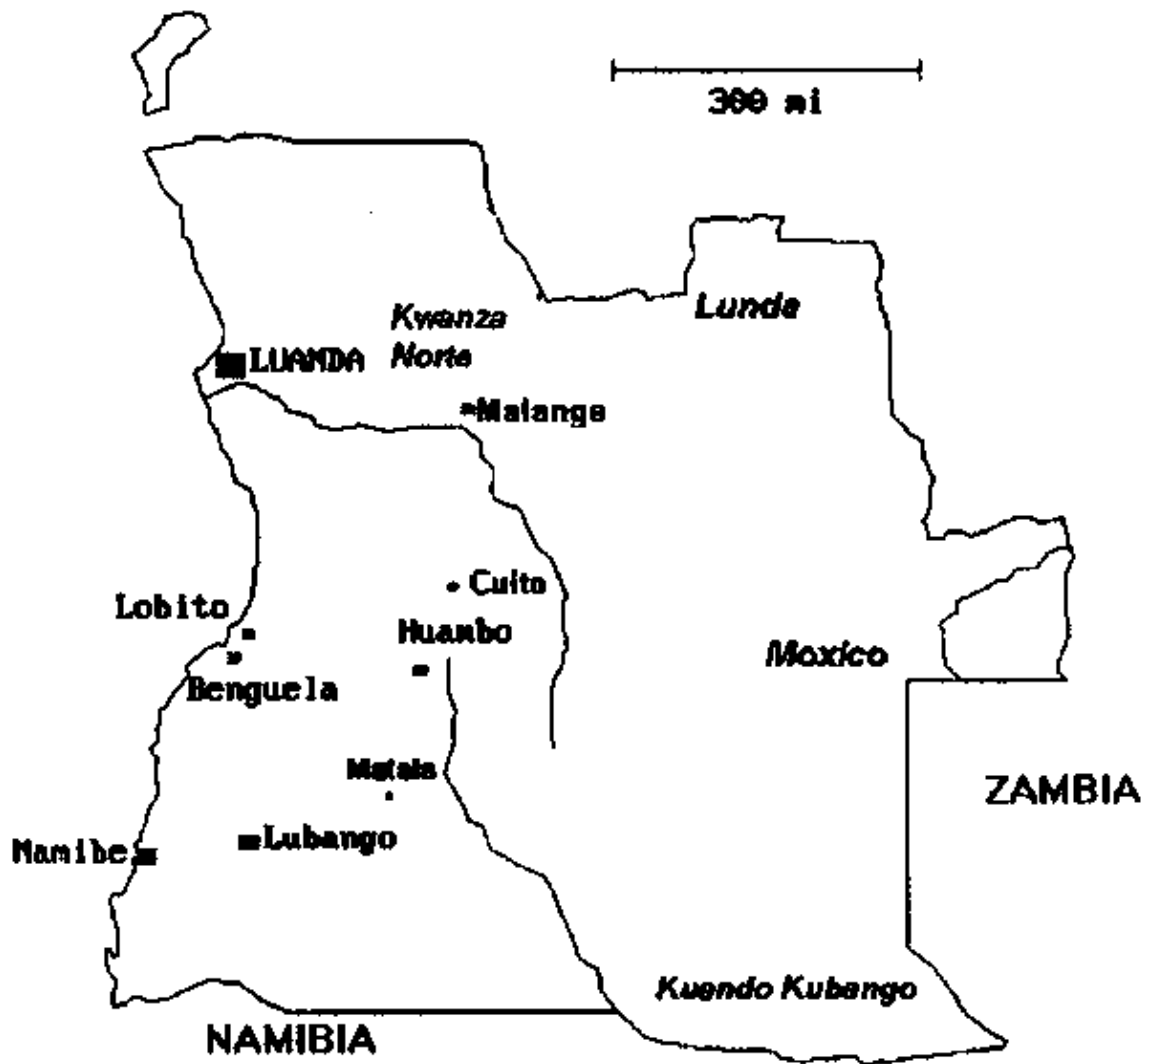 300 mi
Lunda
Kwanza
Norte
LUANDA
Malange
Cuito
Lobito
Huambo
Moxico
Benguela
Matala
ZAMBIA
Lubango
Namibe
Kuando Kubango
NAMIBIA